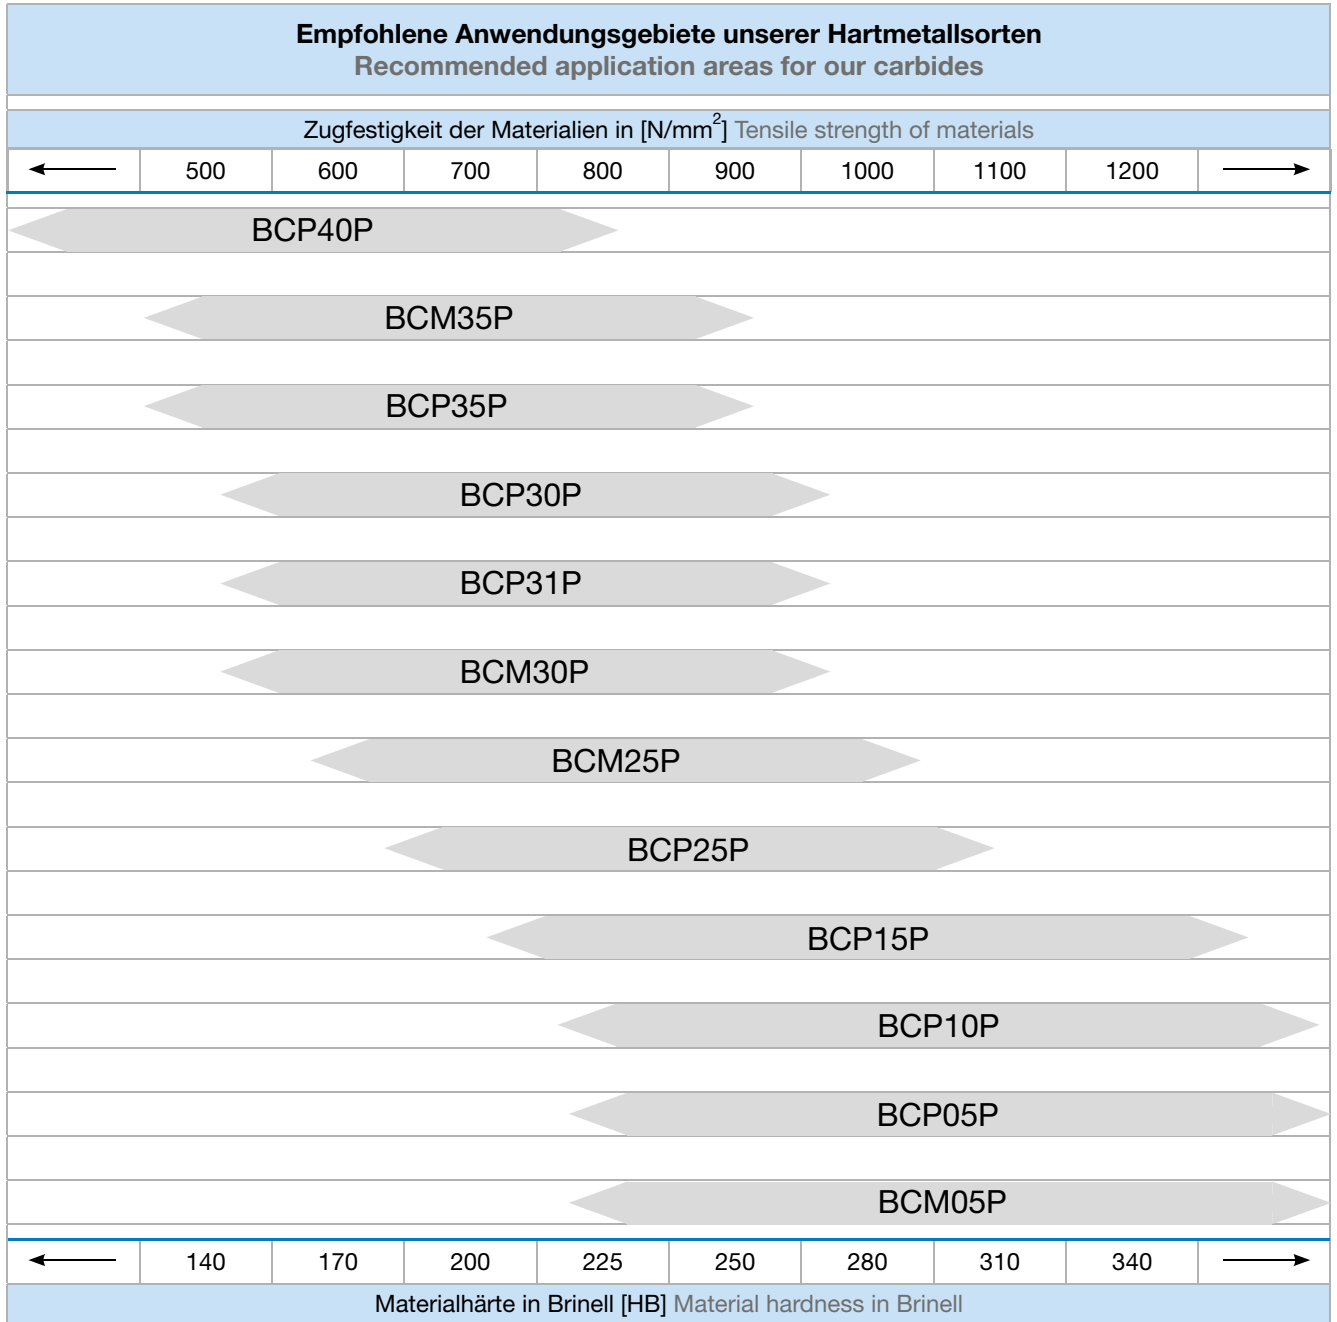 Empfohlene Anwendungsgebiete unserer Hartmetallsorten
Recommended application areas for our carbides
Zugfestigkeit der Materialien in [N/mm²] Tensile strength of materials
500 600 700 800 900 1000 1100 1200
BCP40P
BCM35P
BCP35P
BCP30P
BCP31P
BCM30P
BCM25P
BCP25P
BCP15P
BCP10P
BCP05P
BCM05P
140 170 200 225 250 280 310 340
Materialhärte in Brinell [HB] Material hardness in Brinell